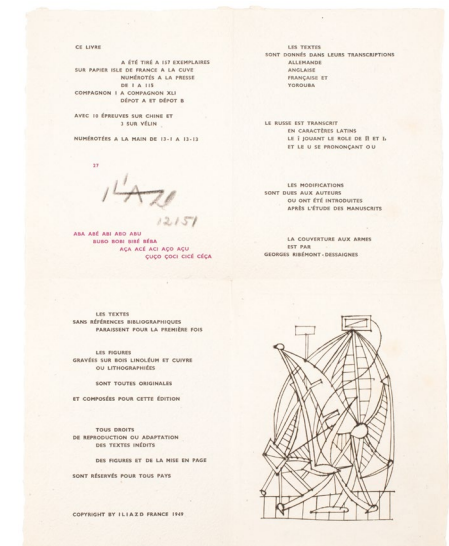 CE LIVRE
A ÉTÉ TIRÉ A 157 EXEMPLAIRES
SUR PAPIER ISLE DE FRANCE A LA CUVE
NUMÉROTÉS A LA PRESSE
DE 1 A 115
COMPAGNON I A COMPAGNON XLI
DÉPOT A ET DÉPOT B
AVEC 10 ÉPREUVES SUR CHINE ET
3 SUR VÉLIN
NUMÉROTÉES A LA MAIN DE 13-1 A 13-13
27
ILIAZD
12/51
ABA ABÉ ABI ABO ABU
BUBO BOBI BIBÉ BÉBA
AÇA ACÉ ACI AÇO AÇU
ÇUÇO ÇOCI CICÉ CÉÇA
LES TEXTES
SONT DONNÉS DANS LEURS TRANSCRIPTIONS
ALLEMANDE
ANGLAISE
FRANÇAISE ET
YOROUBA
LE RUSSE EST TRANSCRIT
EN CARACTÈRES LATINS
ET LE U SE PRONONÇANT OU
LES MODIFICATIONS
SONT DUES AUX AUTEURS
OU ONT ÉTÉ INTRODUITES
APRÈS L'ÉTUDE DES MANUSCRITS
LA COUVERTURE AUX ARMES
EST PAR
GEORGES RIBÉMONT-DESSAIGNES
LES TEXTES
SANS RÉFÉRENCES BIBLIOGRAPHIQUES
PARAISSENT POUR LA PREMIÈRE FOIS
LES FIGURES
GRAVÉES SUR BOIS LINOLÉUM ET CUIVRE
OU LITHOGRAPHIÉES
SONT TOUTES ORIGINALES
ET COMPOSÉES POUR CETTE ÉDITION
TOUS DROITS
DE REPRODUCTION OU ADAPTATION
DES TEXTES INÉDITS
DES FIGURES ET DE LA MISE EN PAGE
SONT RÉSERVÉS POUR TOUS PAYS
COPYRIGHT BY ILIAZD FRANCE 1949